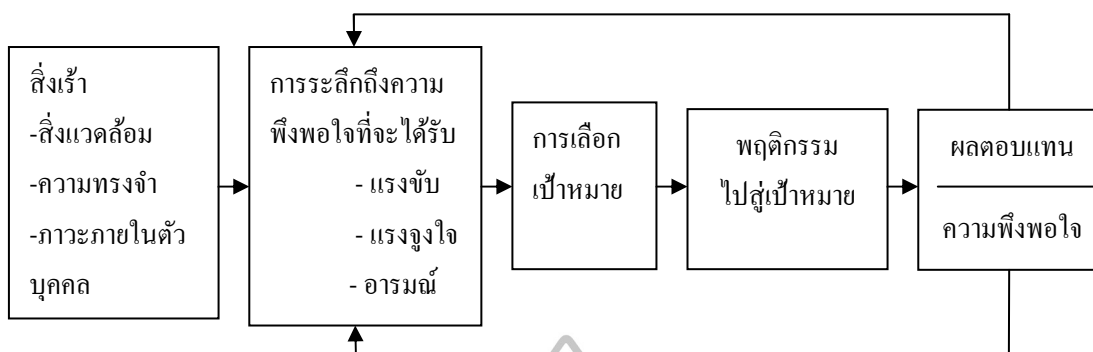 สิ่งเร้า
-สิ่งแวดล้อม
-ความทรงจำ
-ภาวะภายในตัว
บุคคล
การระลึกถึงความ
พึงพอใจที่จะได้รับ
- แรงขับ
- แรงจูงใจ
- อารมณ์
การเลือก
เป้าหมาย
พฤติกรรม
ไปสู่เป้าหมาย
ผลตอบแทน
ความพึงพอใจ